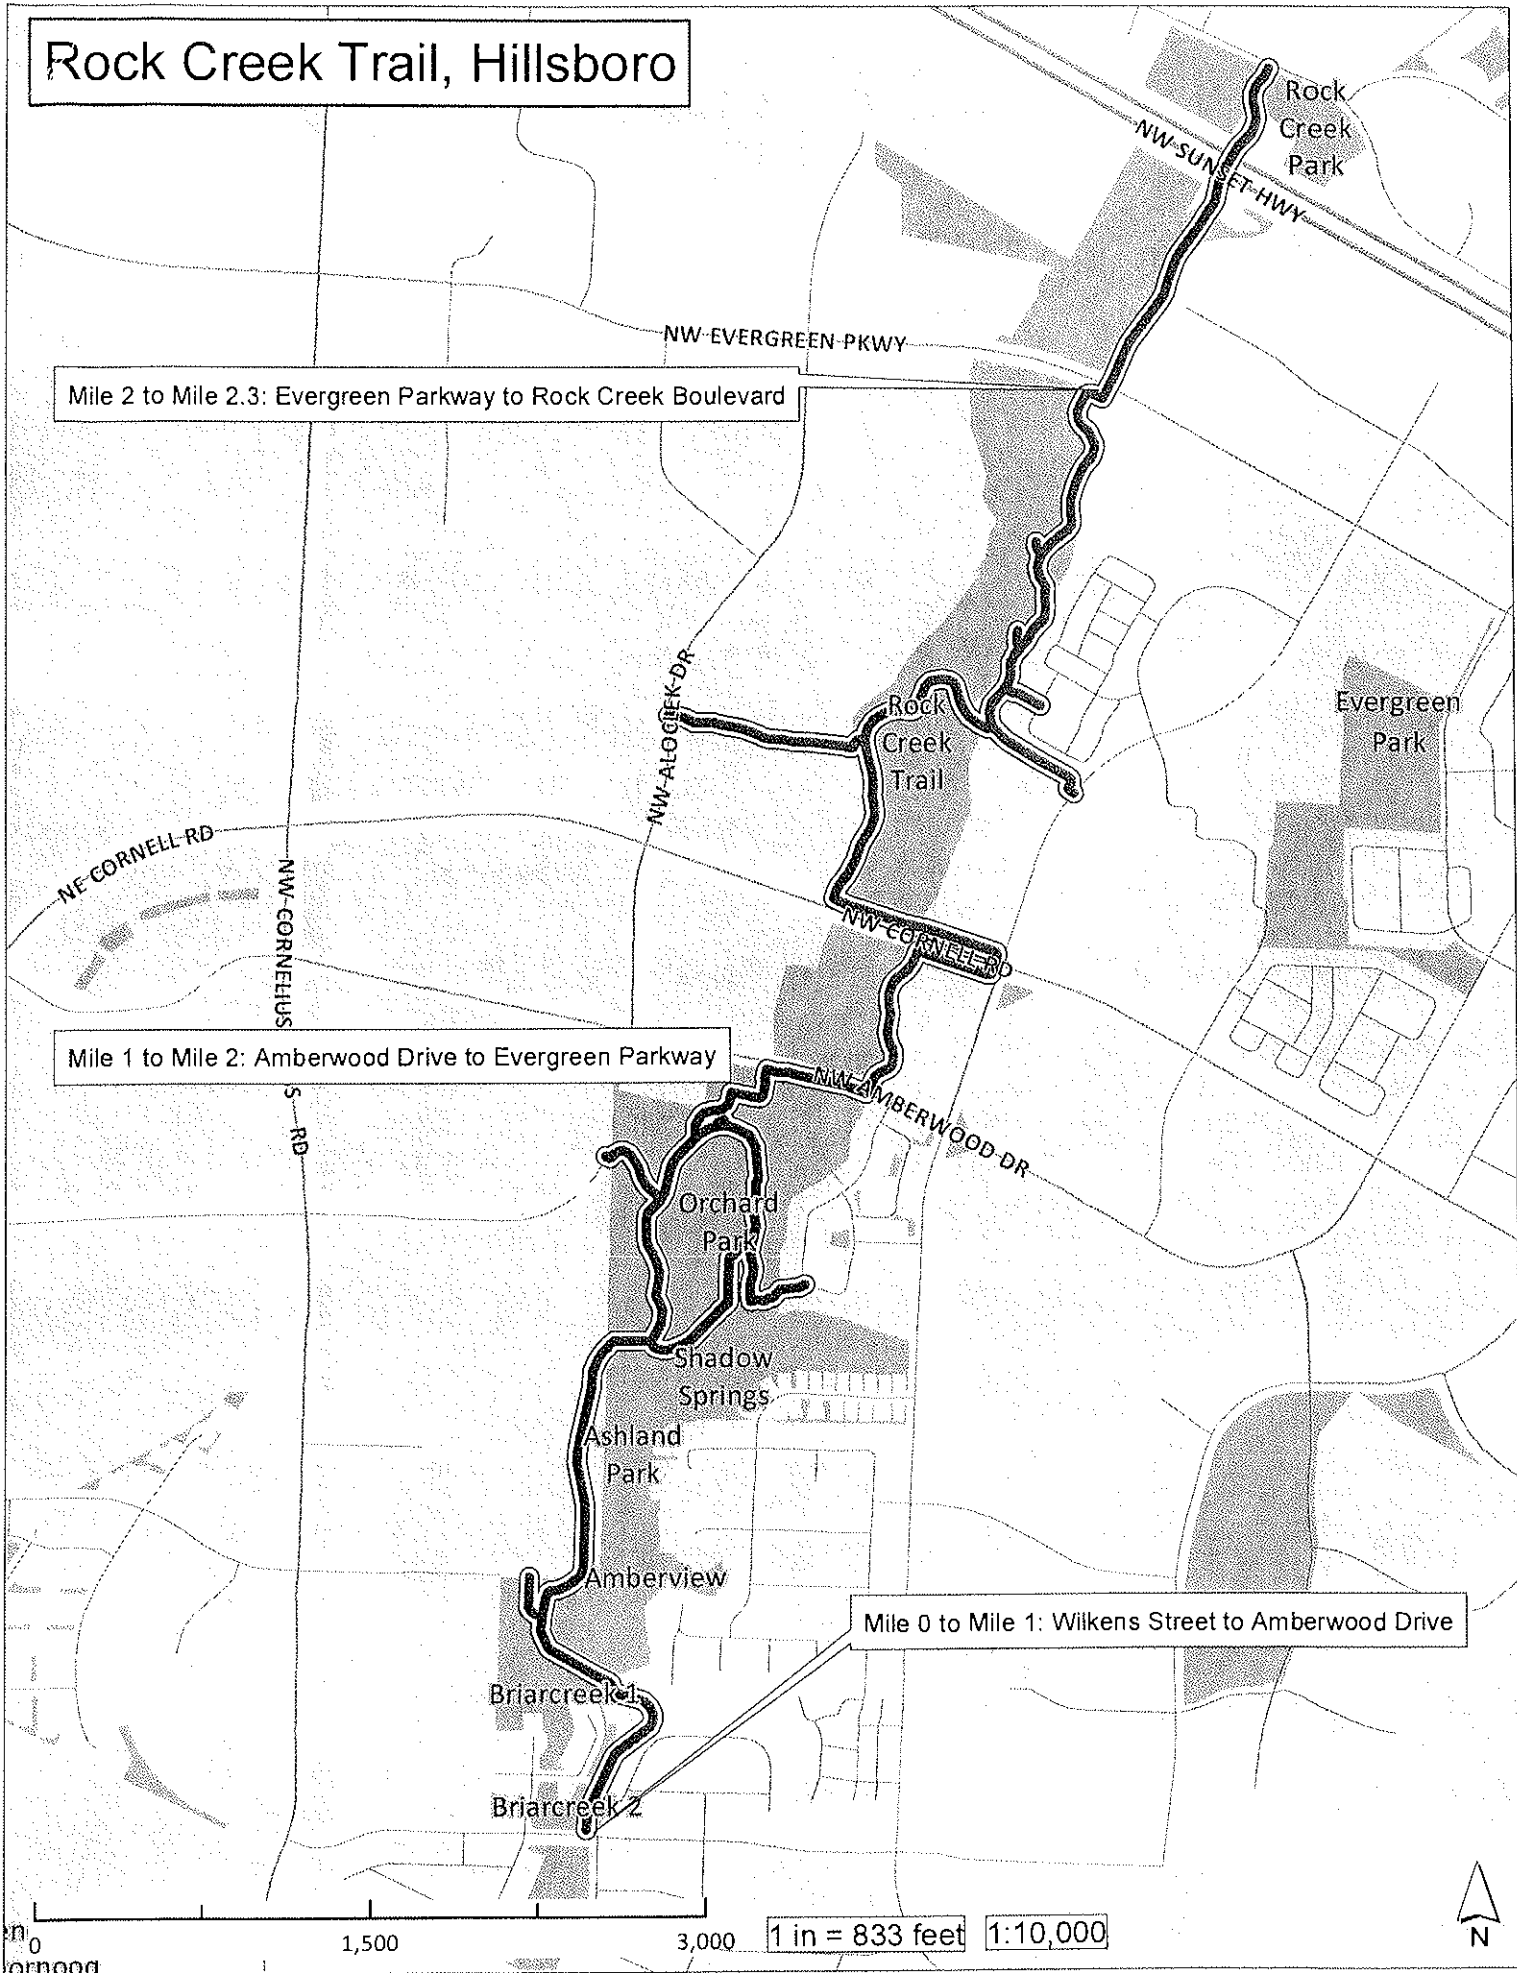 Rock Creek Trail, Hillsboro
Rock
Creek
Park
NW SUNSET HWY
NW EVERGREEN PKWY
Mile 2 to Mile 2.3: Evergreen Parkway to Rock Creek Boulevard
NW ALOCLEK DR
Rock
Creek
Trail
Evergreen
Park
NE CORNELL RD
NW CORNELIUS
NW CORNELL RD
Mile 1 to Mile 2: Amberwood Drive to Evergreen Parkway
S RD
NW AMBERWOOD DR
Orchard
Park
Shadow
Springs
Ashland
Park
Amberview
Mile 0 to Mile 1: Wilkens Street to Amberwood Drive
Briarcreek 1
Briarcreek 2
0
1,500
3,000
1 in = 833 feet
1:10,000
N